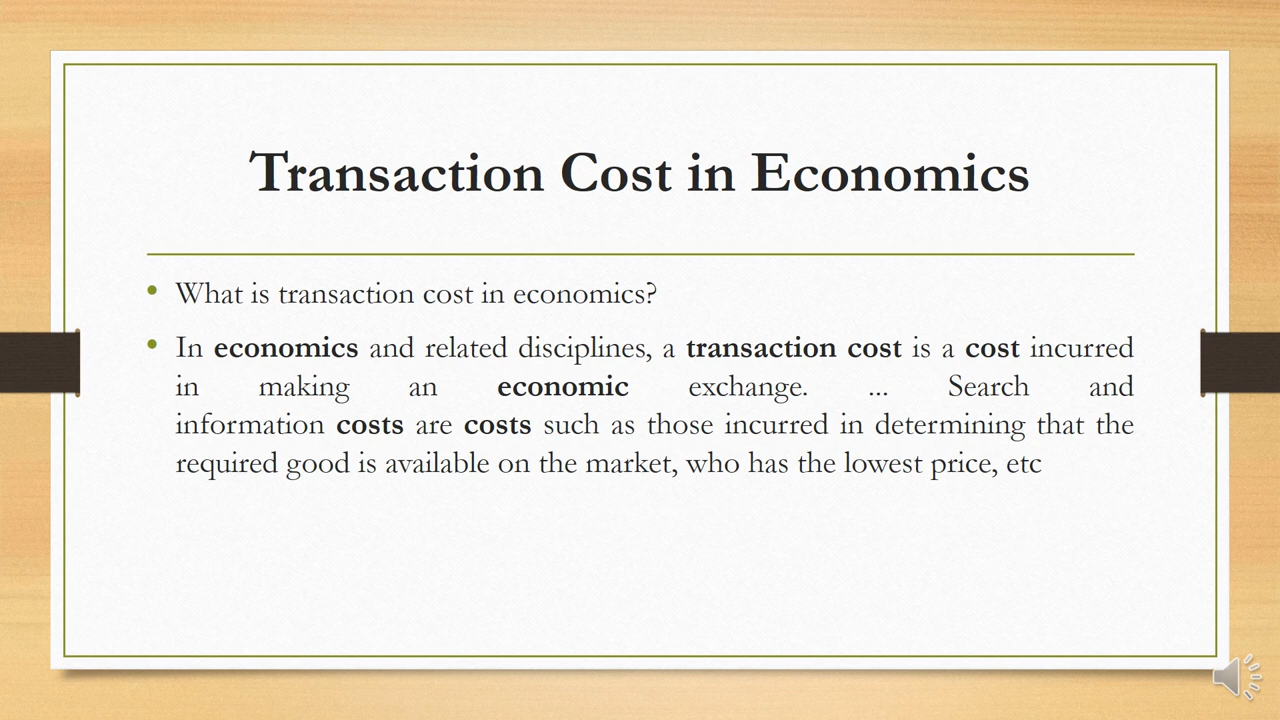 Transaction Cost in Economics
• What is transaction cost in economics?
• In economics and related disciplines, a transaction cost is a cost incurred
in making an economic exchange. ... Search and
information costs are costs such as those incurred in determining that the
required good is available on the market, who has the lowest price, etc